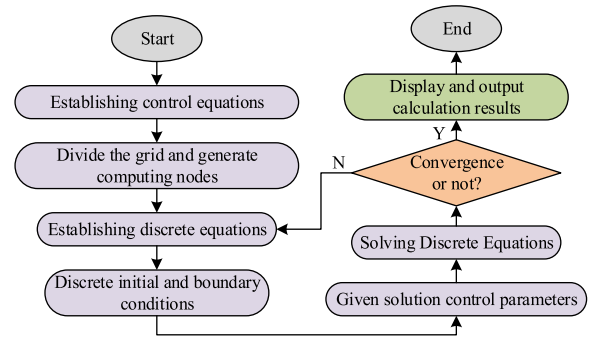 Start
Establishing control equations
Divide the grid and generate
computing nodes
Establishing discrete equations
Discrete initial and boundary
conditions
Given solution control parameters
Solving Discrete Equations
Convergence
or not?
N
Y
Display and output
calculation results
End